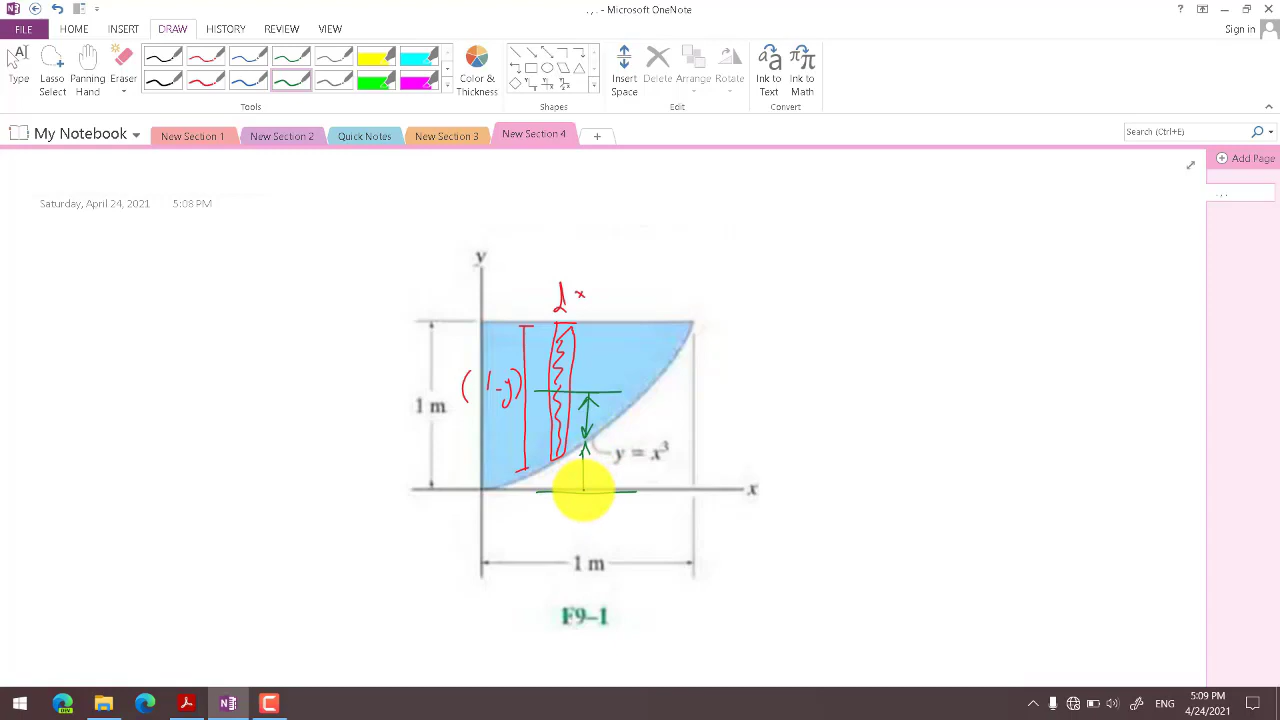 . , . - Microsoft OneNote
?
Sign in
FILE HOME INSERT DRAW HISTORY REVIEW VIEW
Type Lasso Select Panning Hand Eraser Color & Thickness Insert Space Delete Arrange Rotate Ink to Text Ink to Math
Tools Shapes Edit Convert
My Notebook New Section 1 New Section 2 Quick Notes New Section 3 New Section 4 + Search (Ctrl+E)
Add Page
. , .
Saturday, April 24, 2021 5:08 PM
y
dx
(1-y)
1 m
y = x³
x
1 m
F9–1
ENG
5:09 PM
4/24/2021